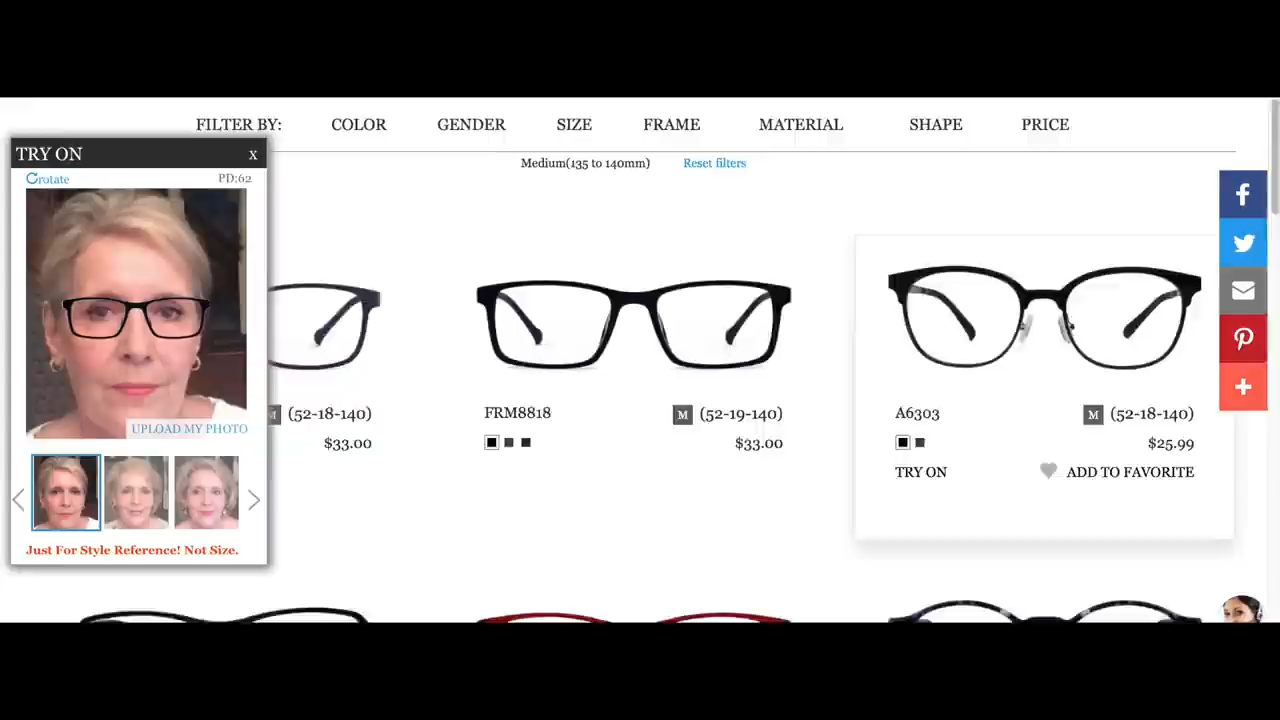 FILTER BY: COLOR GENDER SIZE FRAME MATERIAL SHAPE PRICE
Medium(135 to 140mm) Reset filters
TRY ON x
rotate PD:62
UPLOAD MY PHOTO
Just For Style Reference! Not Size.
M (52-18-140)
$33.00
FRM8818 M (52-19-140)
$33.00
A6303 M (52-18-140)
$25.99
TRY ON ADD TO FAVORITE